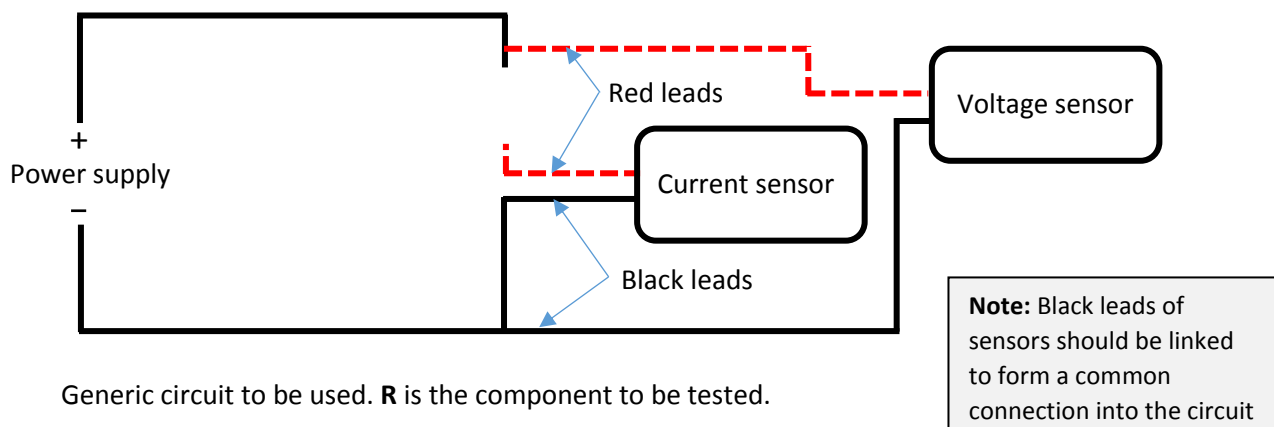 Red leads
Voltage sensor
+
Power supply
–
Current sensor
Black leads
Note: Black leads of
sensors should be linked
to form a common
connection into the circuit
Generic circuit to be used. R is the component to be tested.